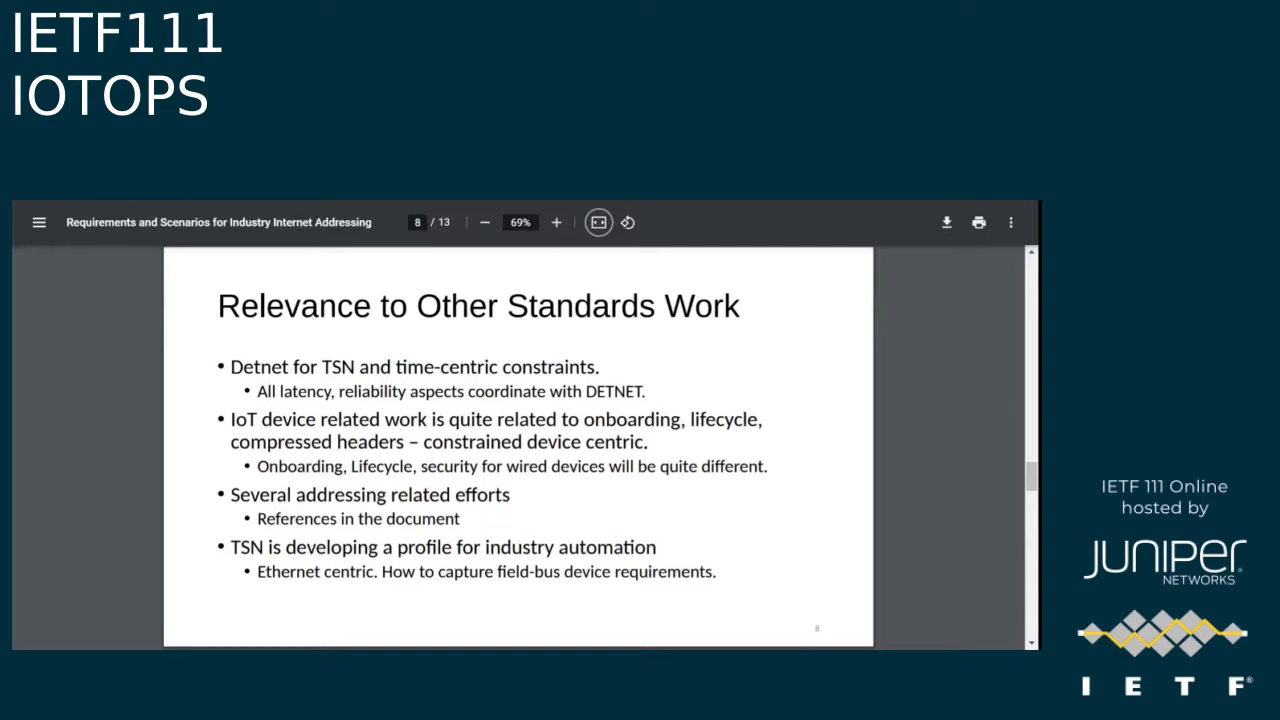 IETF111
IOTOPS
Requirements and Scenarios for Industry Internet Addressing 8 / 13 69%
Relevance to Other Standards Work
• Detnet for TSN and time-centric constraints.
• All latency, reliability aspects coordinate with DETNET.
• IoT device related work is quite related to onboarding, lifecycle,
compressed headers – constrained device centric.
• Onboarding, Lifecycle, security for wired devices will be quite different.
• Several addressing related efforts
• References in the document
• TSN is developing a profile for industry automation
• Ethernet centric. How to capture field-bus device requirements.
8
IETF 111 Online
hosted by
JUNIPER
NETWORKS
I E T F®